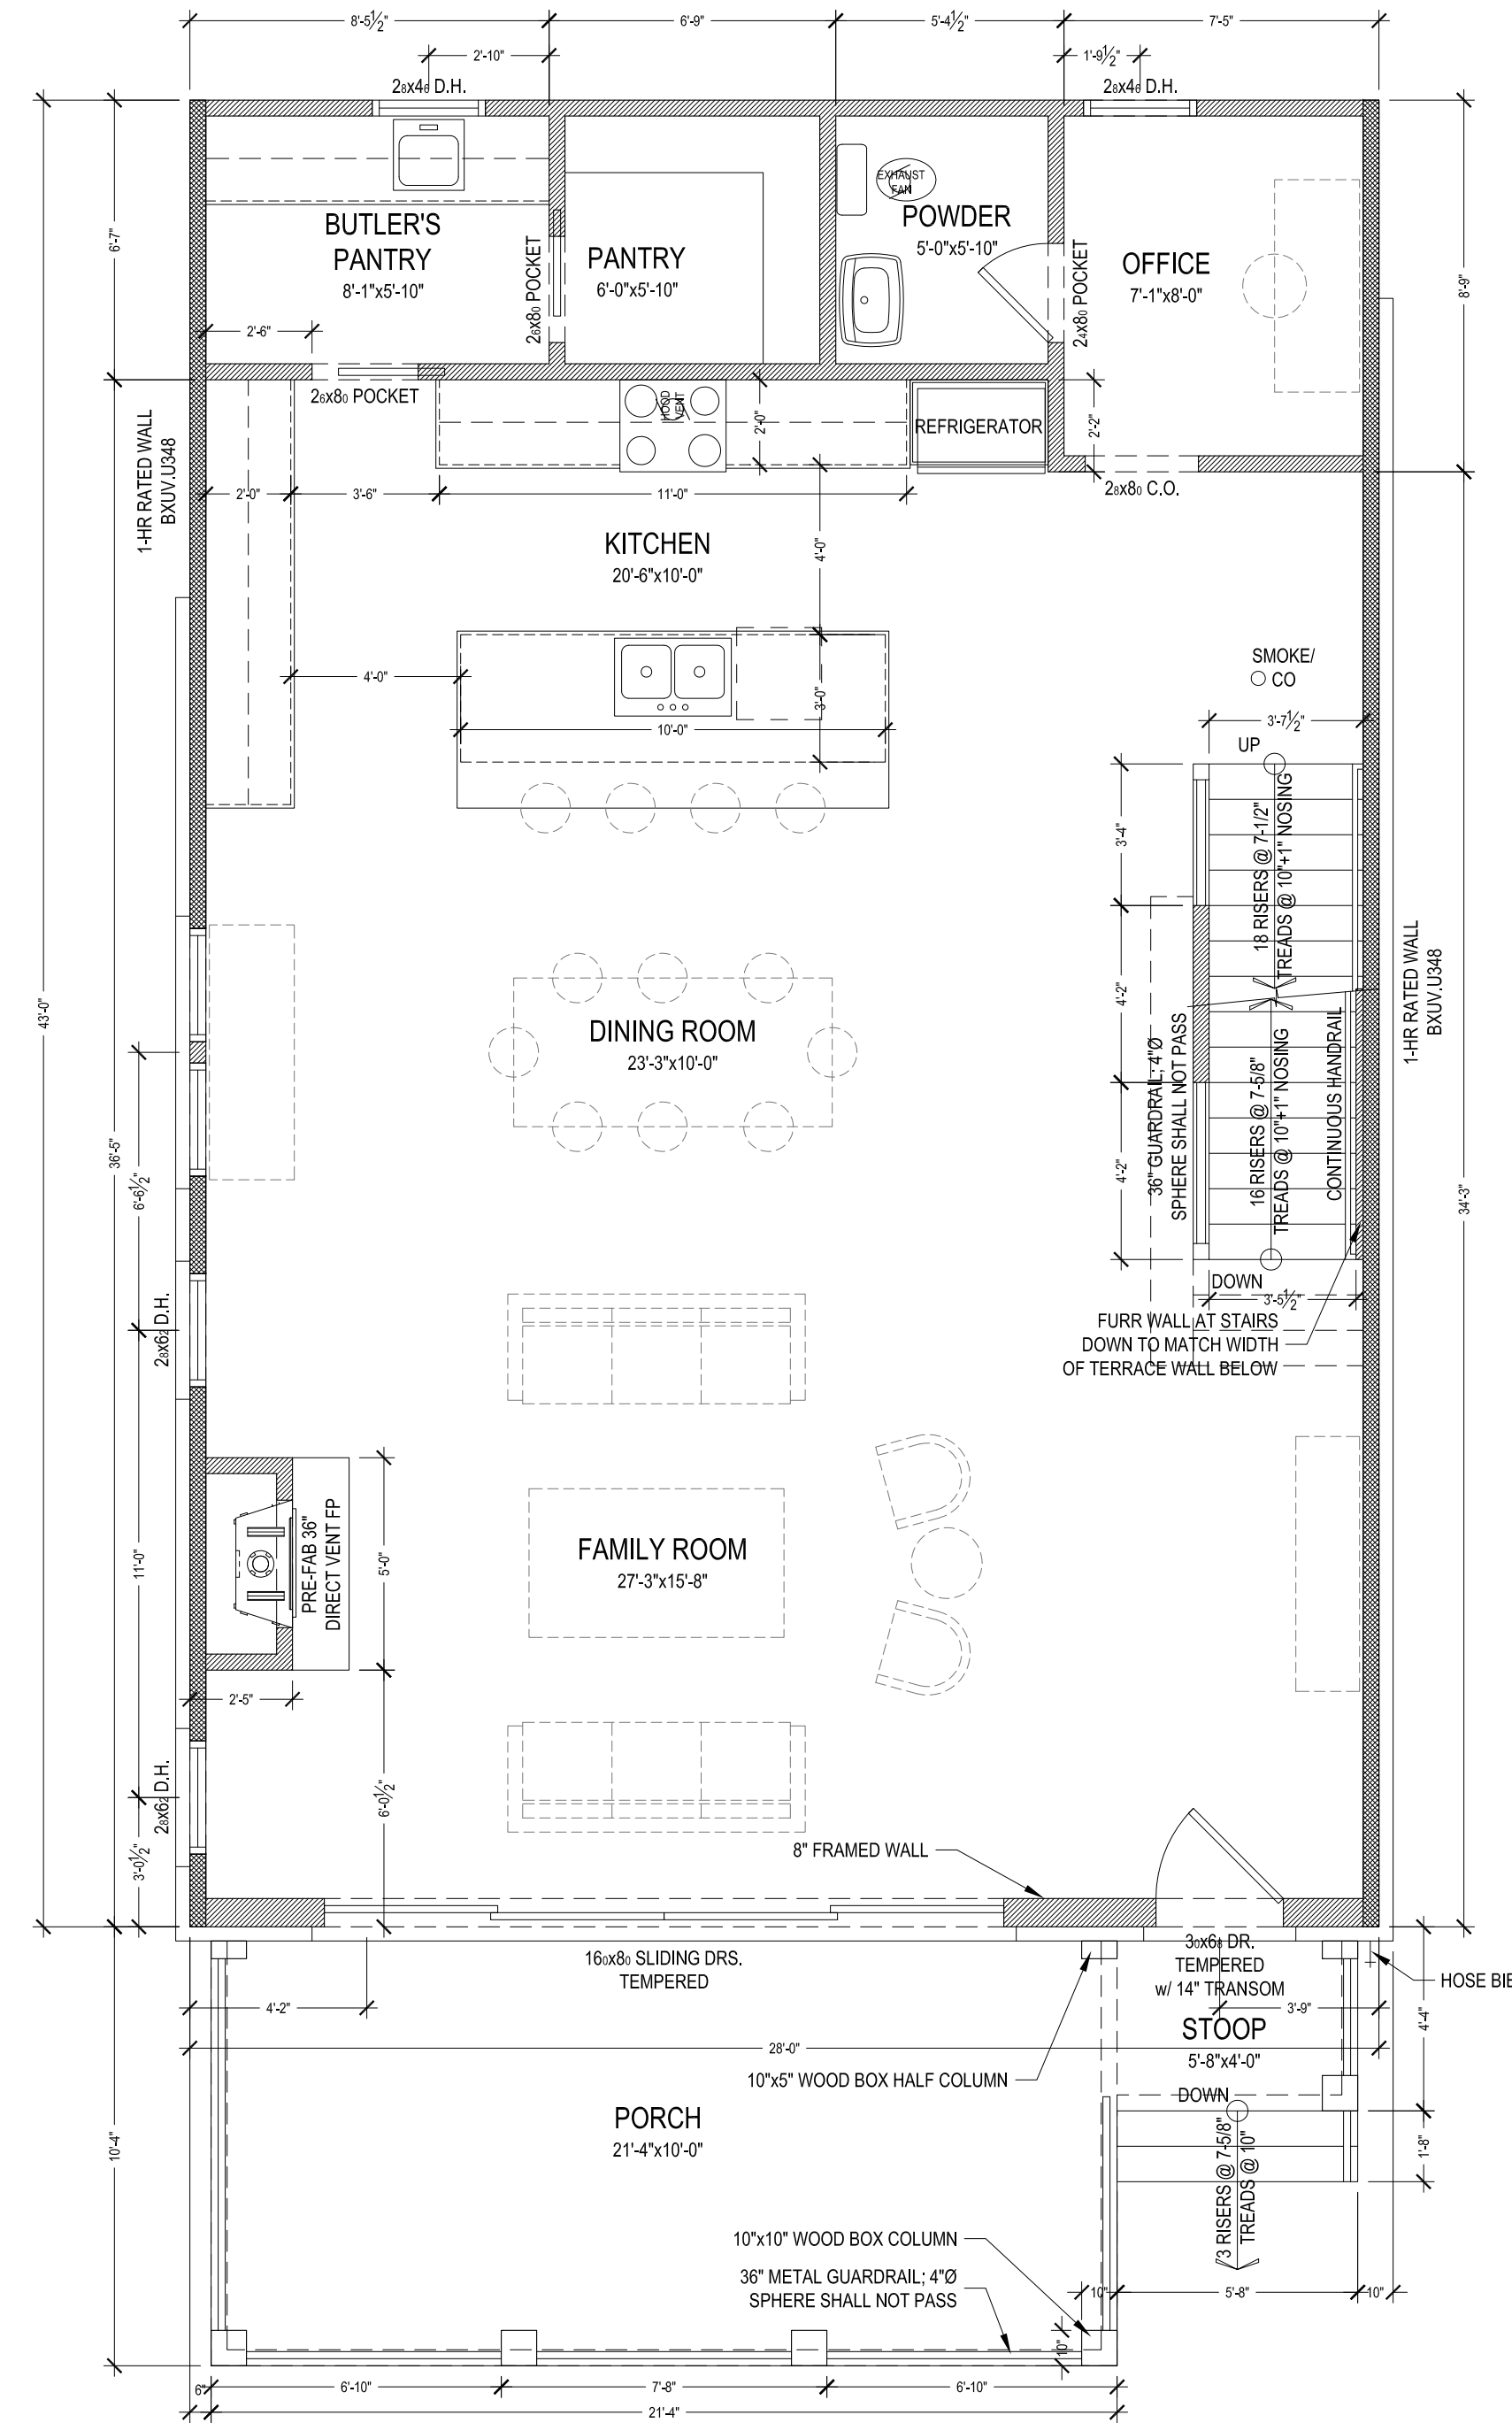 8'-5½"
6'-9"
5'-4½"
7'-5"
2'-10"
1'-9½"
28x46 D.H.
28x46 D.H.
EXHAUST
FAN
BUTLER'S
PANTRY
8'-1"x5'-10"
26x80 POCKET
PANTRY
6'-0"x5'-10"
POWDER
5'-0"x5'-10"
24x80 POCKET
OFFICE
7'-1"x8'-0"
6'-7"
8'-9"
2'-6"
26x80 POCKET
HOOD
VENT
2'-0"
REFRIGERATOR
2'-2"
1-HR RATED WALL
BXUV.U348
2'-0"
3'-6"
11'-0"
28x80 C.O.
KITCHEN
20'-6"x10'-0"
4'-0"
4'-0"
3'-0"
10'-0"
SMOKE/
CO
3'-7½"
UP
3'-4"
18 RISERS @ 7-1/2"
TREADS @ 10"+1" NOSING
43'-0"
36'-5"
DINING ROOM
23'-3"x10'-0"
4'-2"
4'-2"
36" GUARDRAIL; 4"Ø
SPHERE SHALL NOT PASS
16 RISERS @ 7-5/8"
TREADS @ 10"+1" NOSING
CONTINUOUS HANDRAIL
1-HR RATED WALL
BXUV.U348
34'-3"
6'-6½"
DOWN
3'-5½"
28x62 D.H.
FURR WALL AT STAIRS
DOWN TO MATCH WIDTH
OF TERRACE WALL BELOW
11'-0"
PRE-FAB 36"
DIRECT VENT FP
5'-0"
FAMILY ROOM
27'-3"x15'-8"
2'-5"
28x62 D.H.
6'-0½"
3'-0½"
8" FRAMED WALL
160x80 SLIDING DRS.
TEMPERED
30x68 DR.
TEMPERED
w/ 14" TRANSOM
HOSE BIB
4'-2"
3'-9"
4'-4"
STOOP
5'-8"x4'-0"
28'-0"
10"x5" WOOD BOX HALF COLUMN
DOWN
PORCH
21'-4"x10'-0"
10'-4"
1'-8"
3 RISERS @ 7-5/8"
TREADS @ 10"
10"x10" WOOD BOX COLUMN
36" METAL GUARDRAIL; 4"Ø
SPHERE SHALL NOT PASS
10"
5'-8"
10"
10"
6"
6'-10"
7'-8"
6'-10"
21'-4"